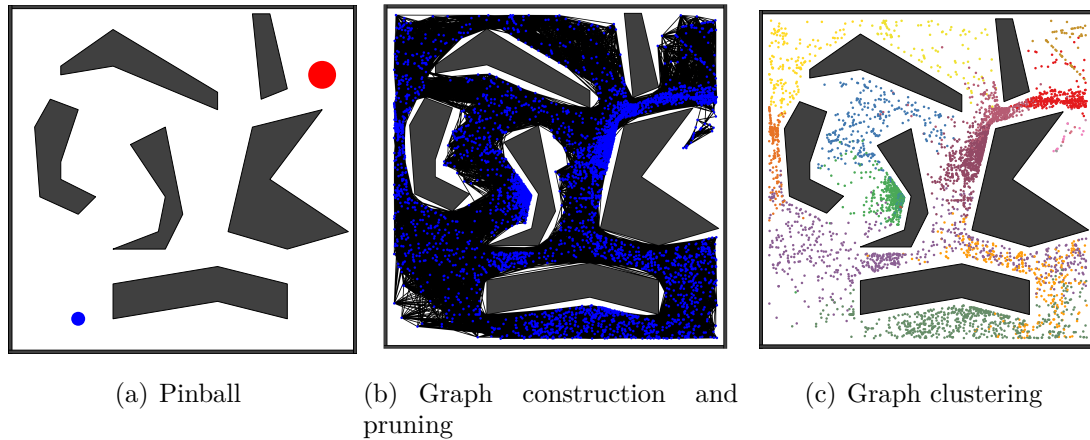 (a) Pinball
(b) Graph construction and
pruning
(c) Graph clustering